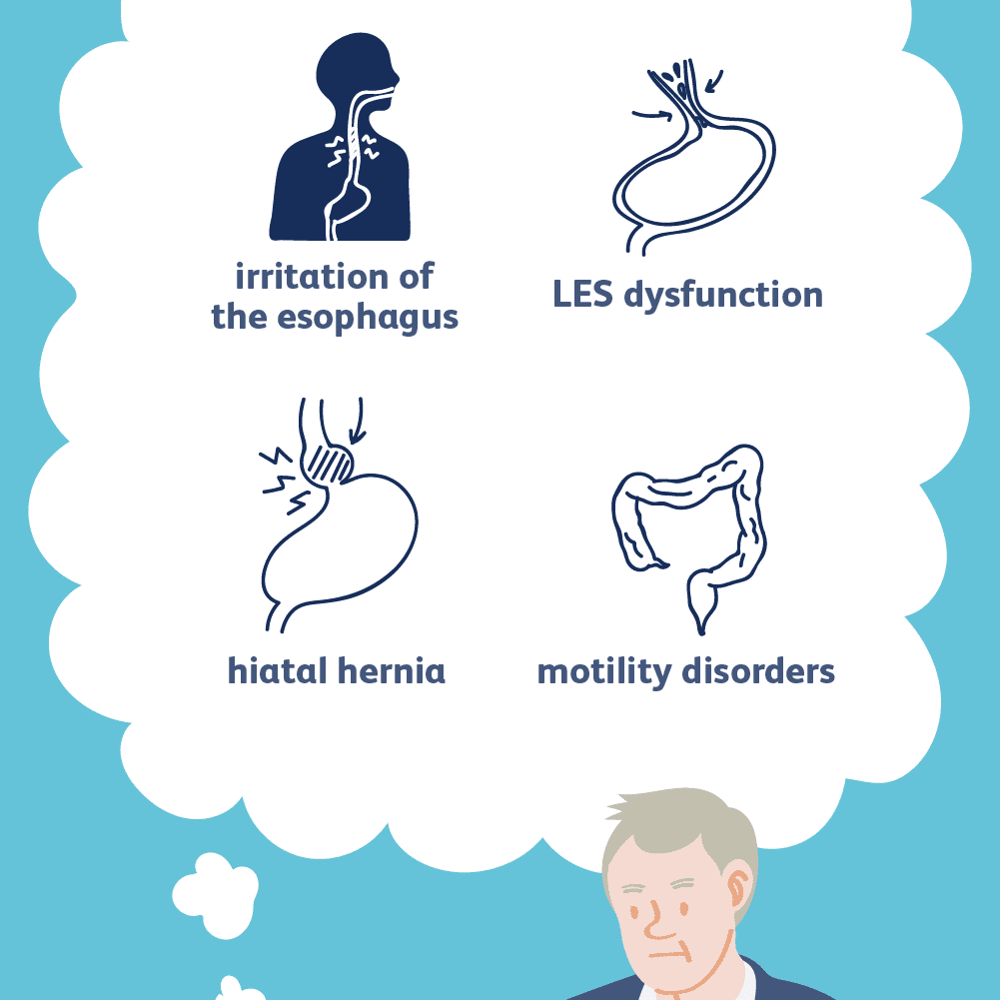 irritation of
the esophagus
LES dysfunction
hiatal hernia
motility disorders